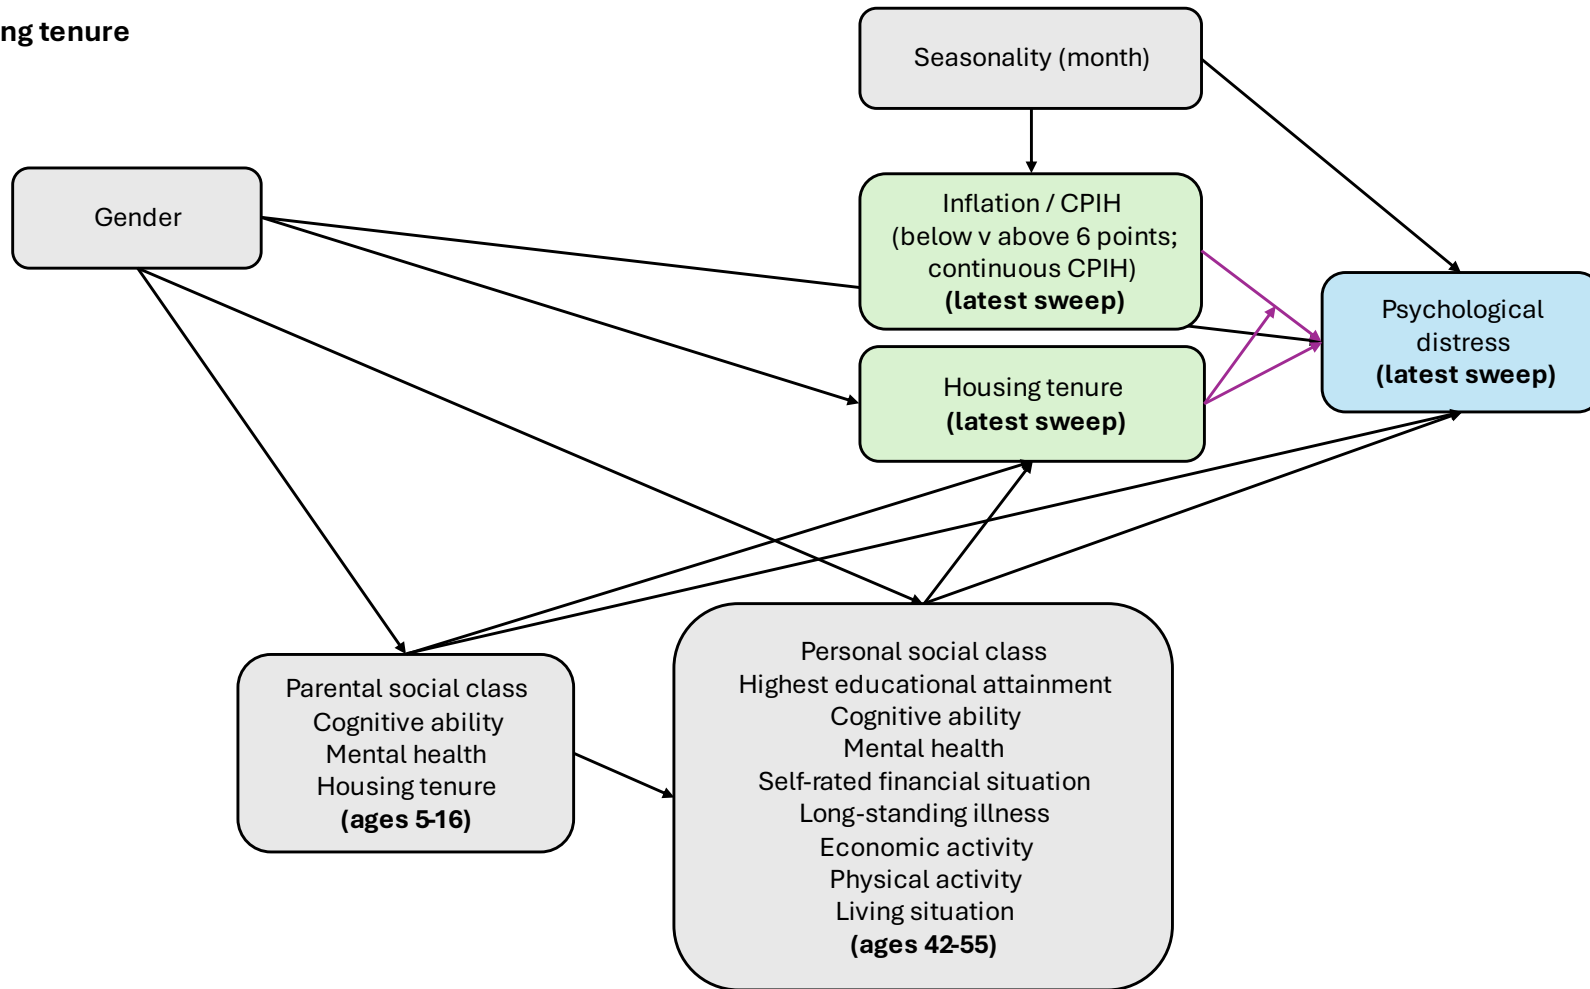 ng tenure
Seasonality (month)
Gender
Inflation / CPIH
(below v above 6 points;
continuous CPIH)
(latest sweep)
Housing tenure
(latest sweep)
Psychological
distress
(latest sweep)
Parental social class
Cognitive ability
Mental health
Housing tenure
(ages 5-16)
Personal social class
Highest educational attainment
Cognitive ability
Mental health
Self-rated financial situation
Long-standing illness
Economic activity
Physical activity
Living situation
(ages 42-55)